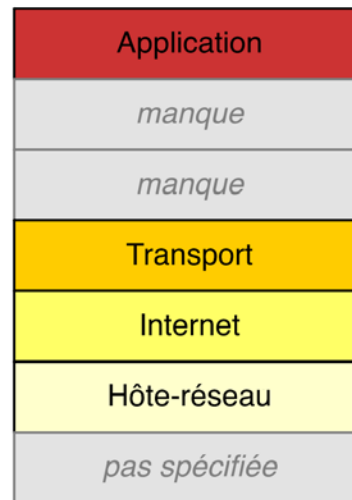 Application
manque
manque
Transport
Internet
Hôte-réseau
pas spécifiée